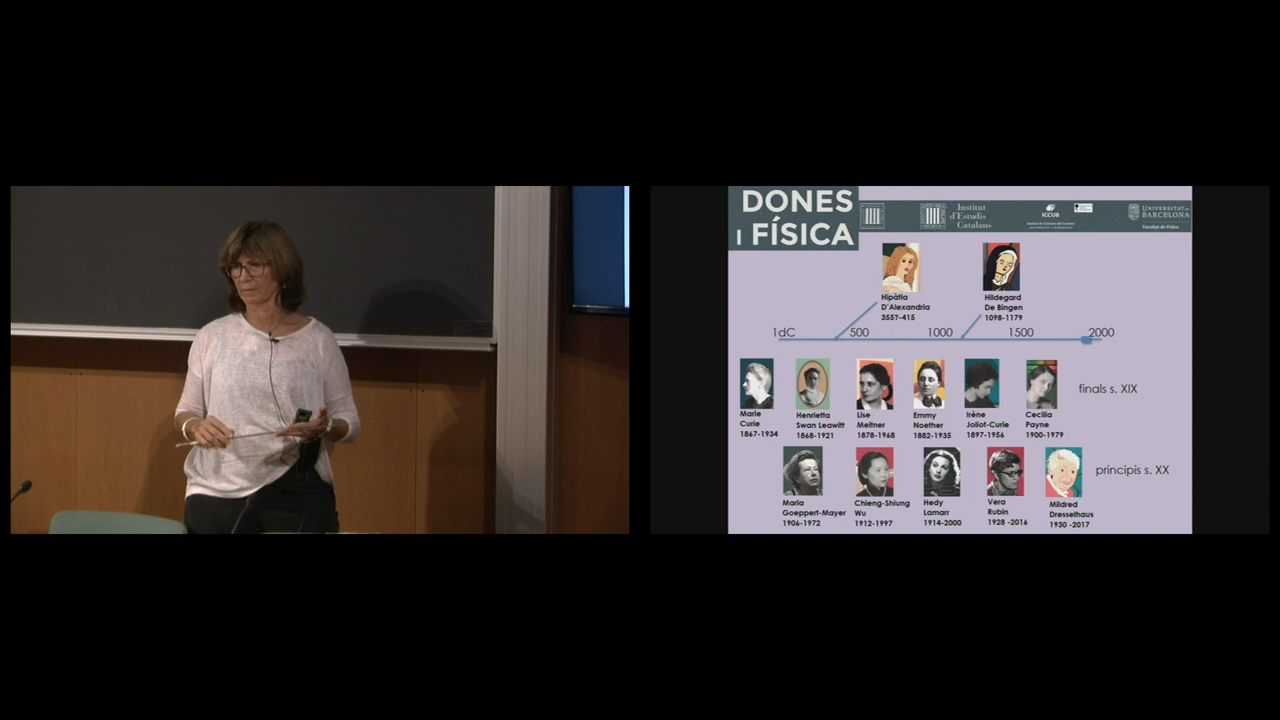 DONES
I FÍSICA
Institut
d'Estudis
Catalans
ICCUB
UNIVERSITAT DE
BARCELONA
Facultat de Física
Hipàtia
D'Alexandria
355?-415
Hildegard
De Bingen
1098-1179
1dC
500
1000
1500
2000
Marie
Curie
1867-1934
Henrietta
Swan Leawitt
1868-1921
Lise
Meitner
1878-1968
Emmy
Noether
1882-1935
Irène
Joliot-Curie
1897-1956
Cecilia
Payne
1900-1979
finals s. XIX
Maria
Goeppert-Mayer
1906-1972
Chieng-Shiung
Wu
1912-1997
Hedy
Lamarr
1914-2000
Vera
Rubin
1928 -2016
Mildred
Dresselhaus
1930 -2017
principis s. XX